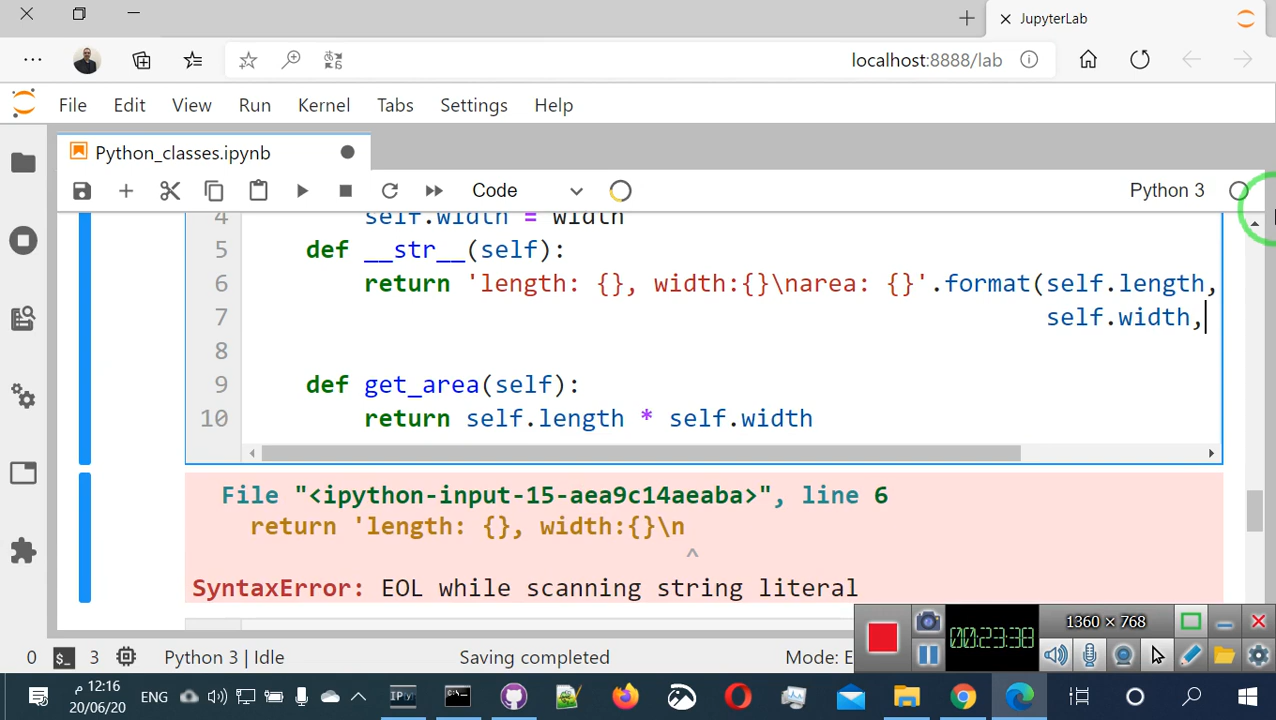 JupyterLab
localhost:8888/lab
File Edit View Run Kernel Tabs Settings Help
Python_classes.ipynb
Code
Python 3
4 self.width = width
5 def __str__(self):
6 return 'length: {}, width:{}\narea: {}'.format(self.length,
7 self.width,
8
9 def get_area(self):
10 return self.length * self.width
File "<ipython-input-15-aea9c14aeaba>", line 6
return 'length: {}, width:{}\n
^
SyntaxError: EOL while scanning string literal
1360 × 768
00:23:38
0 $_ 3 Python 3 | Idle Saving completed Mode: E
12:16 م
20/06/20
ENG
IPy